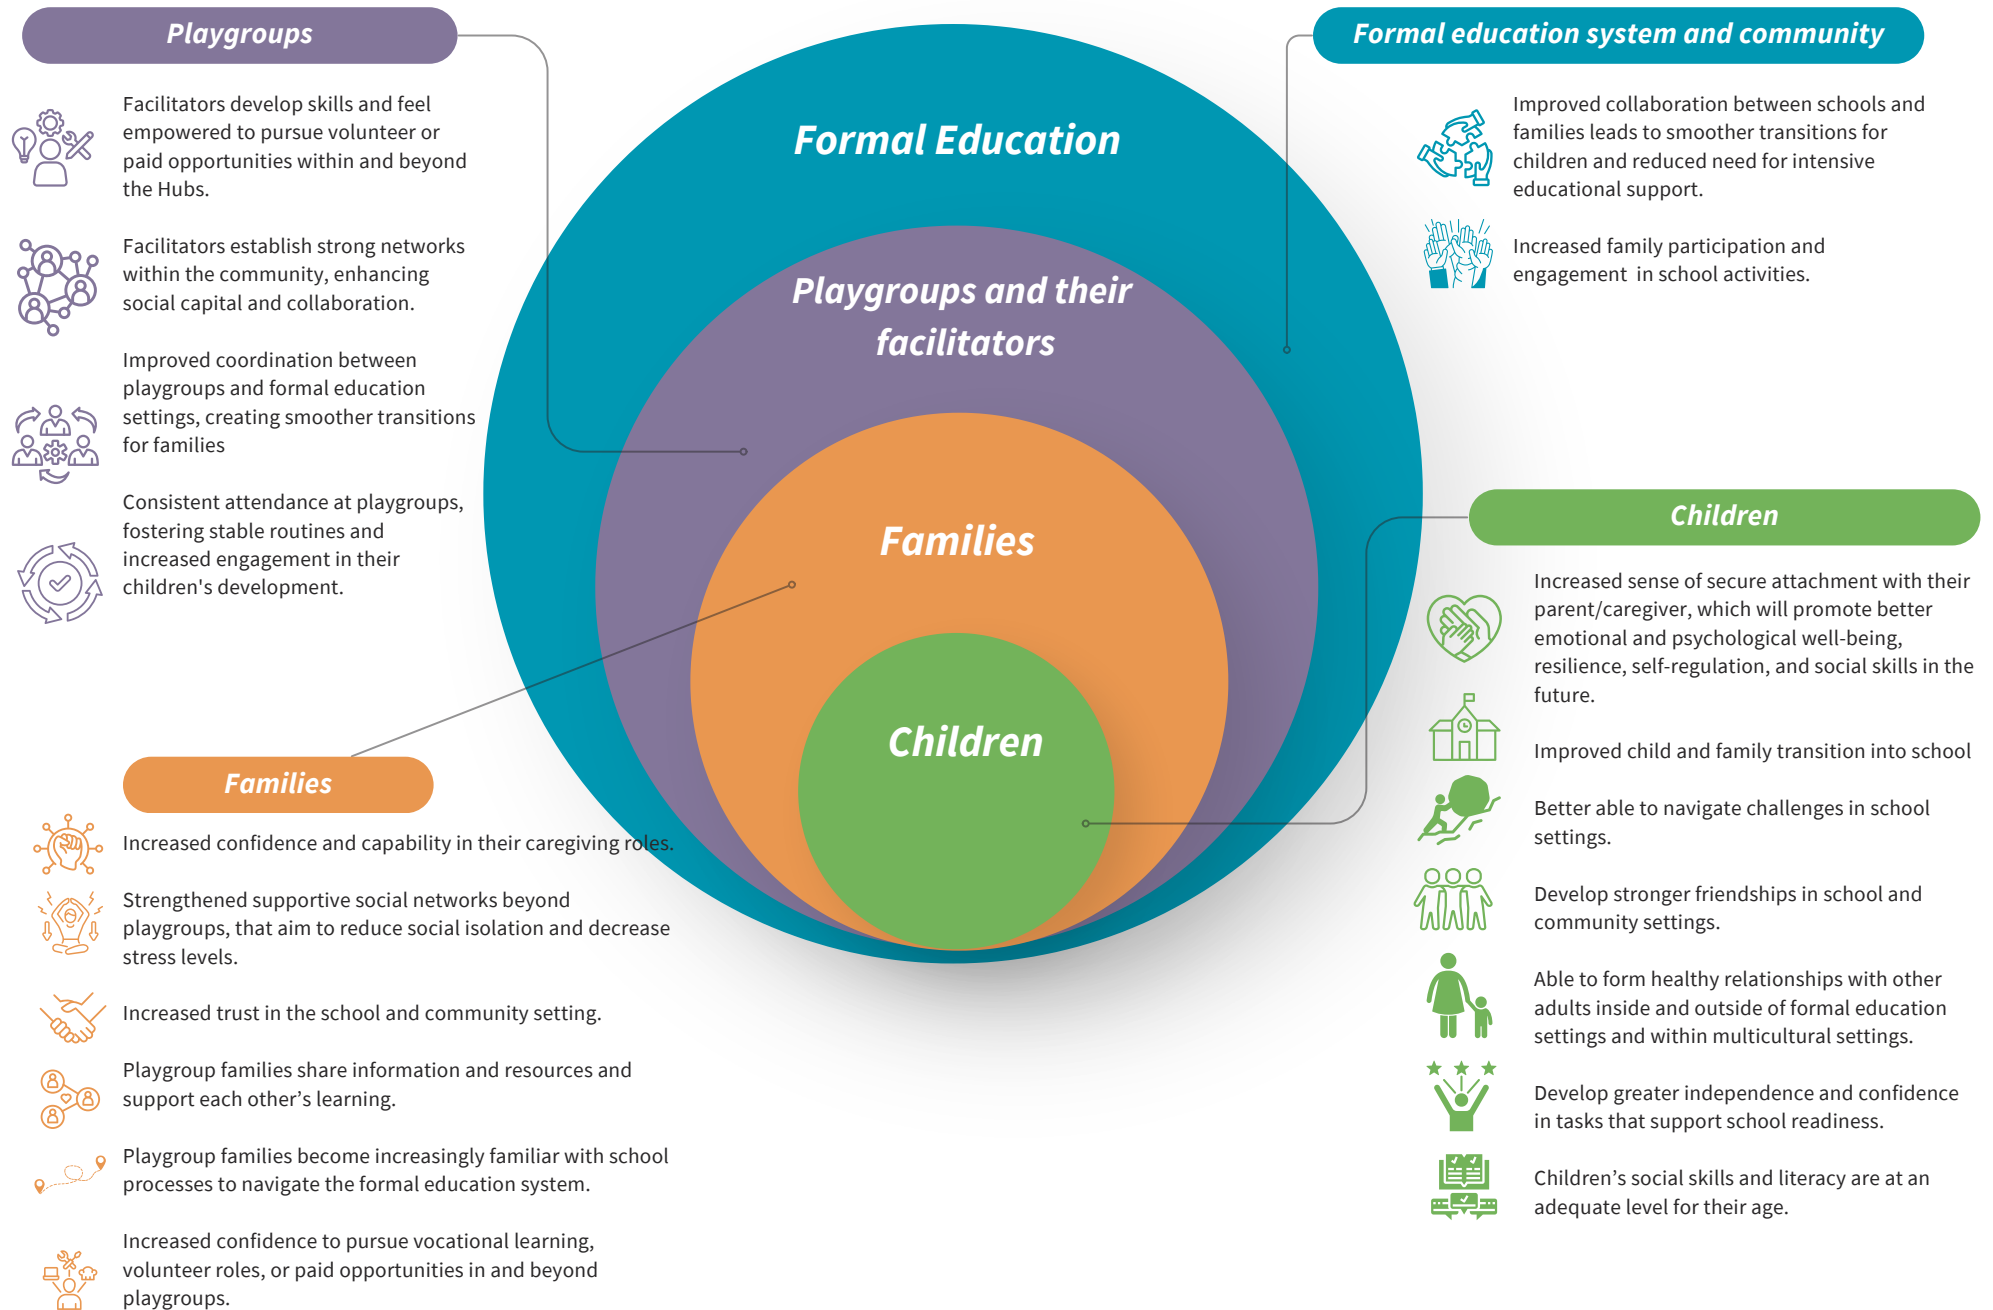 Playgroups
Facilitators develop skills and feel
empowered to pursue volunteer or
paid opportunities within and beyond
the Hubs.
Facilitators establish strong networks
within the community, enhancing
social capital and collaboration.
Improved coordination between
playgroups and formal education
settings, creating smoother transitions
for families
Consistent attendance at playgroups,
fostering stable routines and
increased engagement in their
children's development.
Formal Education
Playgroups and their
facilitators
Families
Children
Formal education system and community
Improved collaboration between schools and
families leads to smoother transitions for
children and reduced need for intensive
educational support.
Increased family participation and
engagement  in school activities.
Families
Increased confidence and capability in their caregiving roles.
Strengthened supportive social networks beyond
playgroups, that aim to reduce social isolation and decrease
stress levels.
Increased trust in the school and community setting.
Playgroup families share information and resources and
support each other’s learning.
Playgroup families become increasingly familiar with school
processes to navigate the formal education system.
Increased confidence to pursue vocational learning,
volunteer roles, or paid opportunities in and beyond
playgroups.
Children
Increased sense of secure attachment with their
parent/caregiver, which will promote better
emotional and psychological well-being,
resilience, self-regulation, and social skills in the
future.
Improved child and family transition into school
Better able to navigate challenges in school
settings.
Develop stronger friendships in school and
community settings.
Able to form healthy relationships with other
adults inside and outside of formal education
settings and within multicultural settings.
Develop greater independence and confidence
in tasks that support school readiness.
Children’s social skills and literacy are at an
adequate level for their age.